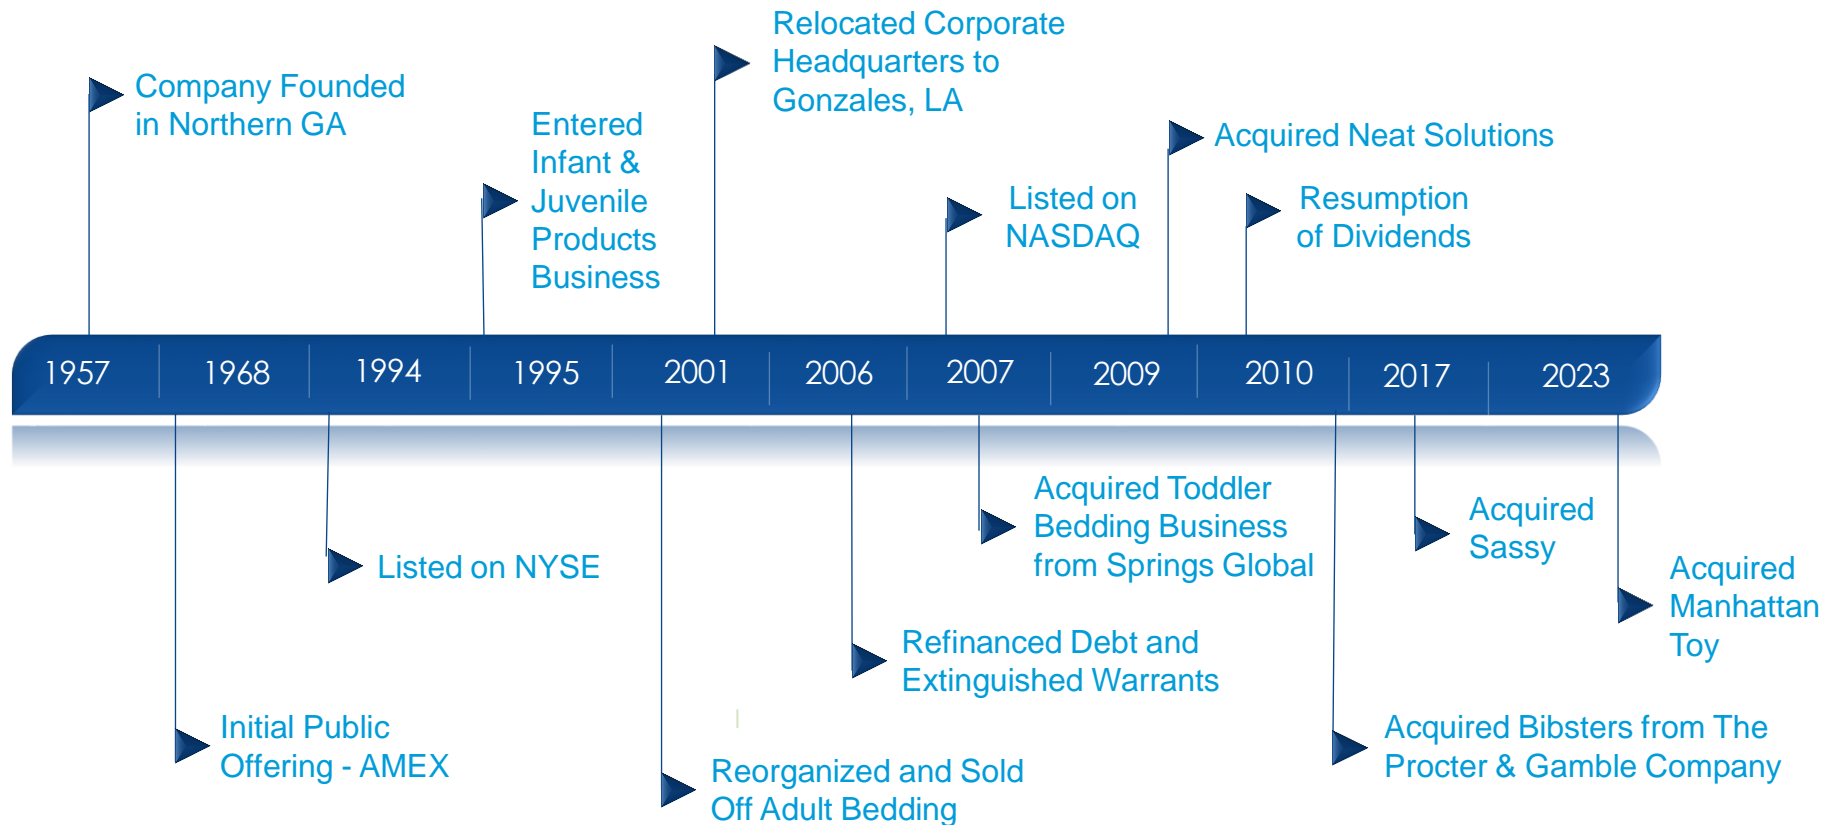 Relocated Corporate
Headquarters to
Gonzales, LA
Company Founded
in Northern GA
Entered
Infant &
Juvenile
Products
Business
Acquired Neat Solutions
Listed on
NASDAQ
Resumption
of Dividends
1957 1968 1994 1995 2001 2006 2007 2009 2010 2017 2023
Acquired Toddler
Bedding Business
from Springs Global
Acquired
Sassy
Listed on NYSE
Acquired
Manhattan
Toy
Refinanced Debt and
Extinguished Warrants
Initial Public
Offering - AMEX
Acquired Bibsters from The
Procter & Gamble Company
Reorganized and Sold
Off Adult Bedding